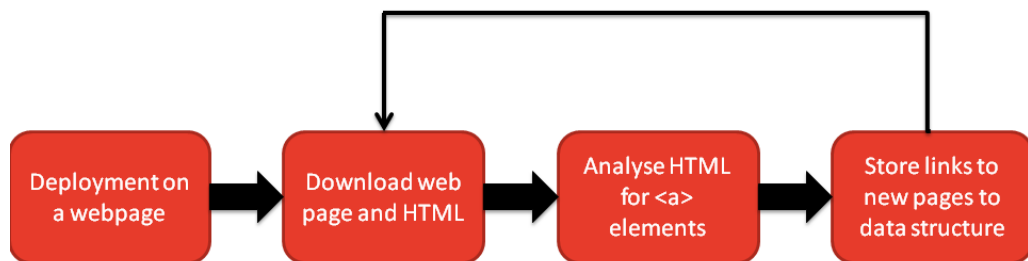 Deployment on
a webpage
Download web
page and HTML
Analyse HTML
for <a>
elements
Store links to
new pages to
data structure